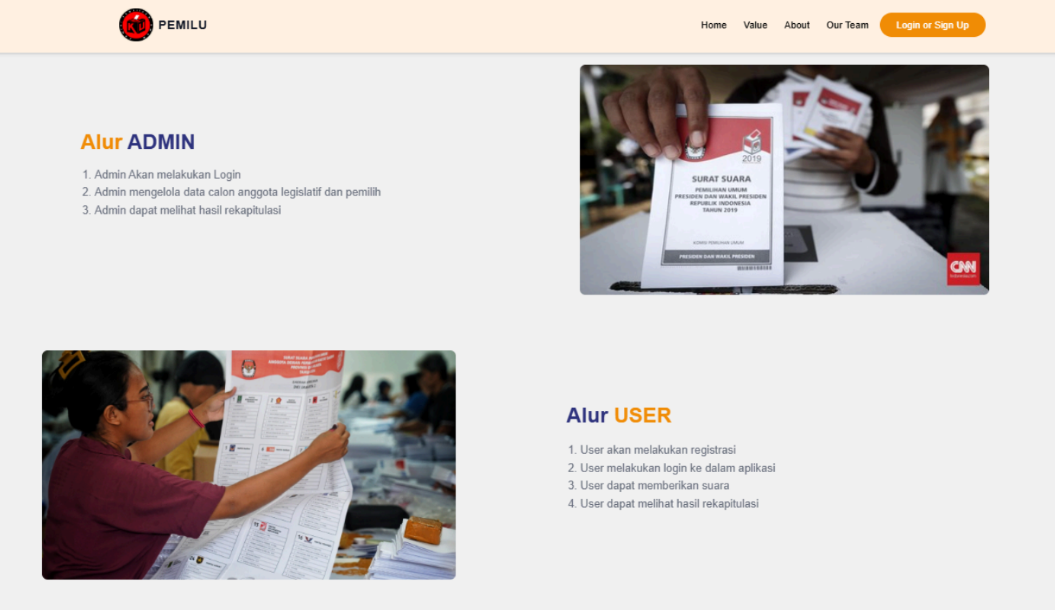 PEMILU
Home Value About Our Team Login or Sign Up
Alur ADMIN
1. Admin Akan melakukan Login
2. Admin mengelola data calon anggota legislatif dan pemilih
3. Admin dapat melihat hasil rekapitulasi
2019
SURAT SUARA
PEMILIHAN UMUM
PRESIDEN DAN WAKIL PRESIDEN
REPUBLIK INDONESIA
TAHUN 2019
KOMISI PEMILIHAN UMUM
PRESIDEN DAN WAKIL PRESIDEN
CNN
Alur USER
1. User akan melakukan registrasi
2. User melakukan login ke dalam aplikasi
3. User dapat memberikan suara
4. User dapat melihat hasil rekapitulasi